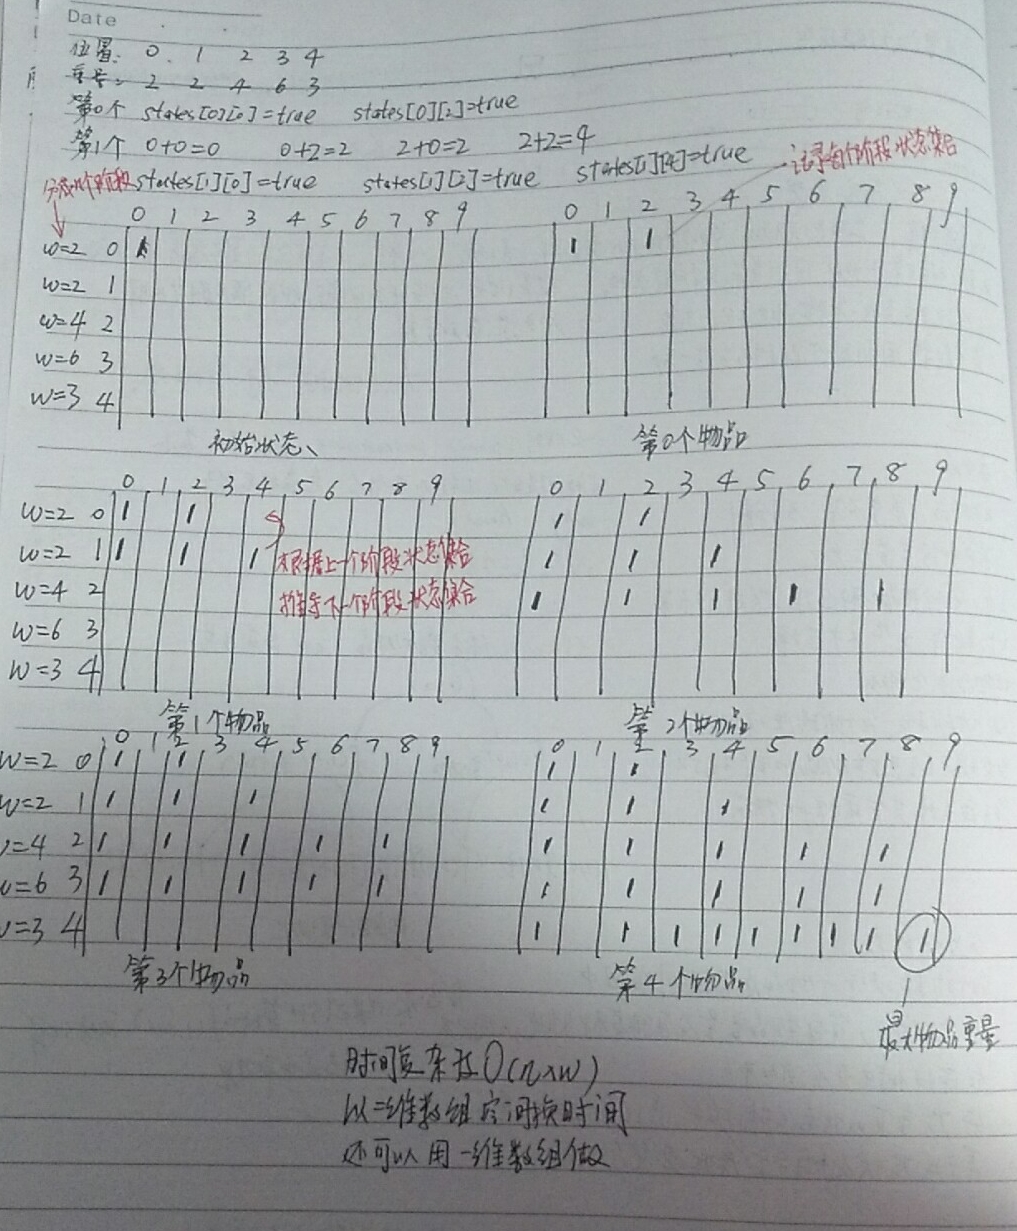 Date
位置: 0 1 2 3 4
2 2 4 6 3
第0个 states[0][0]=true states[0][2]=true
第1个 0+0=0 0+2=2 2+0=2 2+2=4
states[1][0]=true states[1][2]=true states[1][4]=true
记录每个阶段状态集合
0 1 2 3 4 5 6 7 8 9
w=2 0 1
w=2 1
w=4 2
w=6 3
w=3 4
初始状态、
0 1 2 3 4 5 6 7 8 9
1 1
第0个物品
0 1 2 3 4 5 6 7 8 9
w=2 0 1 1
w=2 1 1 1 1
w=4 2
w=6 3
w=3 4
根据上一个阶段状态集合
推导下一个阶段状态集合
第1个物品
0 1 2 3 4 5 6 7 8 9
1 1
1 1 1
1 1 1 1 1
第2个物品
0 1 2 3 4 5 6 7 8 9
w=2 0 1 1
w=2 1 1 1 1
=4 2 1 1 1 1 1
=6 3 1 1 1 1 1
=3 4
第3个物品
0 1 2 3 4 5 6 7 8 9
1 1
1 1 1
1 1 1 1 1
1 1 1 1 1
1 1 1 1 1 1 1 1 1
第4个物品
最大物品重量
时间复杂度O(n×w)
以二维数组空间换时间
还可以用一维数组做